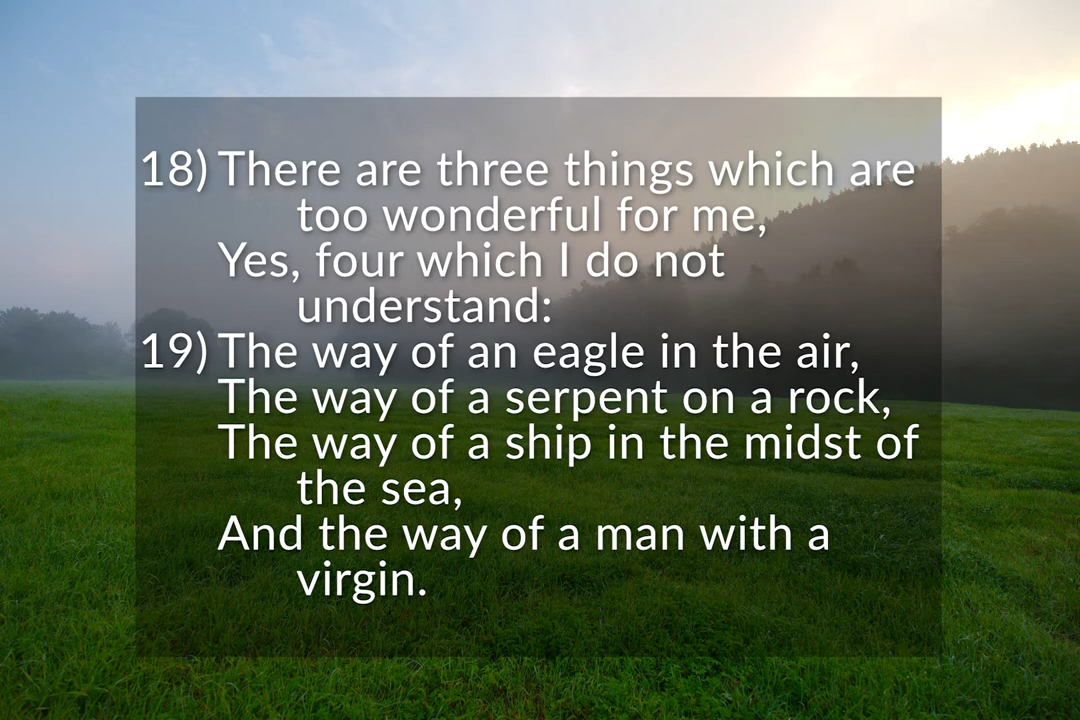 18) There are three things which are
too wonderful for me,
Yes, four which I do not
understand:
19) The way of an eagle in the air,
The way of a serpent on a rock,
The way of a ship in the midst of
the sea,
And the way of a man with a
virgin.